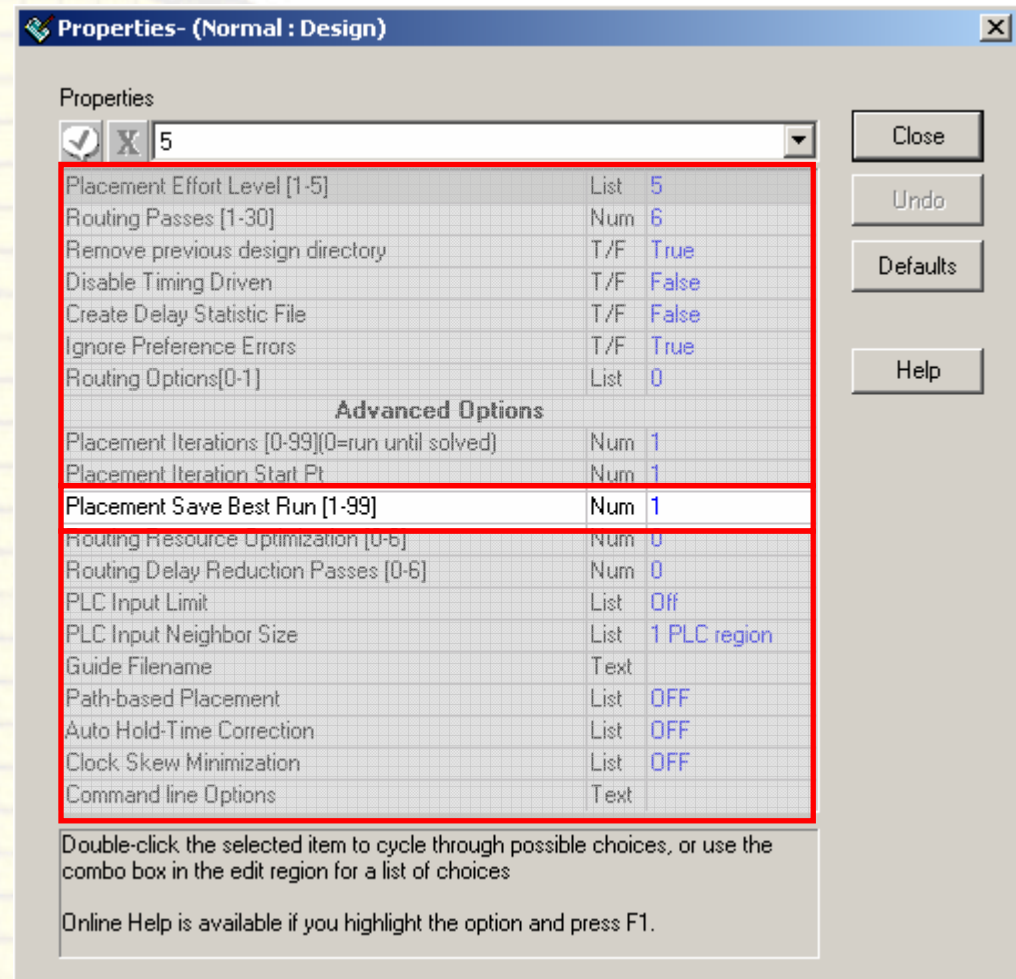 Properties- (Normal : Design)
Properties
5
Close
Undo
Defaults
Help
Placement Effort Level [1-5] List 5
Routing Passes [1-30] Num 6
Remove previous design directory T/F True
Disable Timing Driven T/F False
Create Delay Statistic File T/F False
Ignore Preference Errors T/F True
Routing Options[0-1] List 0
Advanced Options
Placement Iterations [0-99](0=run until solved) Num 1
Placement Iteration Start Pt Num 1
Placement Save Best Run [1-99] Num 1
Routing Resource Optimization [0-6] Num 0
Routing Delay Reduction Passes [0-6] Num 0
PLC Input Limit List Off
PLC Input Neighbor Size List 1 PLC region
Guide Filename Text
Path-based Placement List OFF
Auto Hold-Time Correction List OFF
Clock Skew Minimization List OFF
Command line Options Text
Double-click the selected item to cycle through possible choices, or use the
combo box in the edit region for a list of choices
Online Help is available if you highlight the option and press F1.